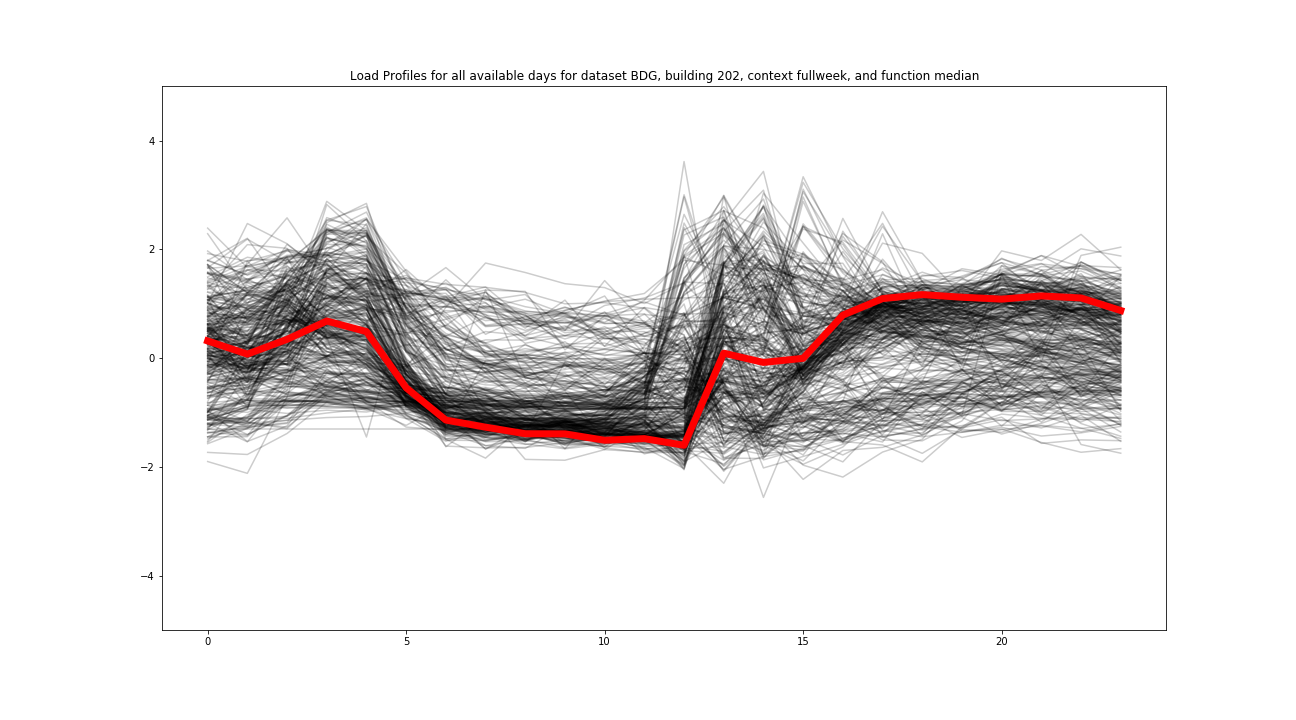 Load Profiles for all available days for dataset BDG, building 202, context fullweek, and function median
4
2
0
−2
−4
0 5 10 15 20